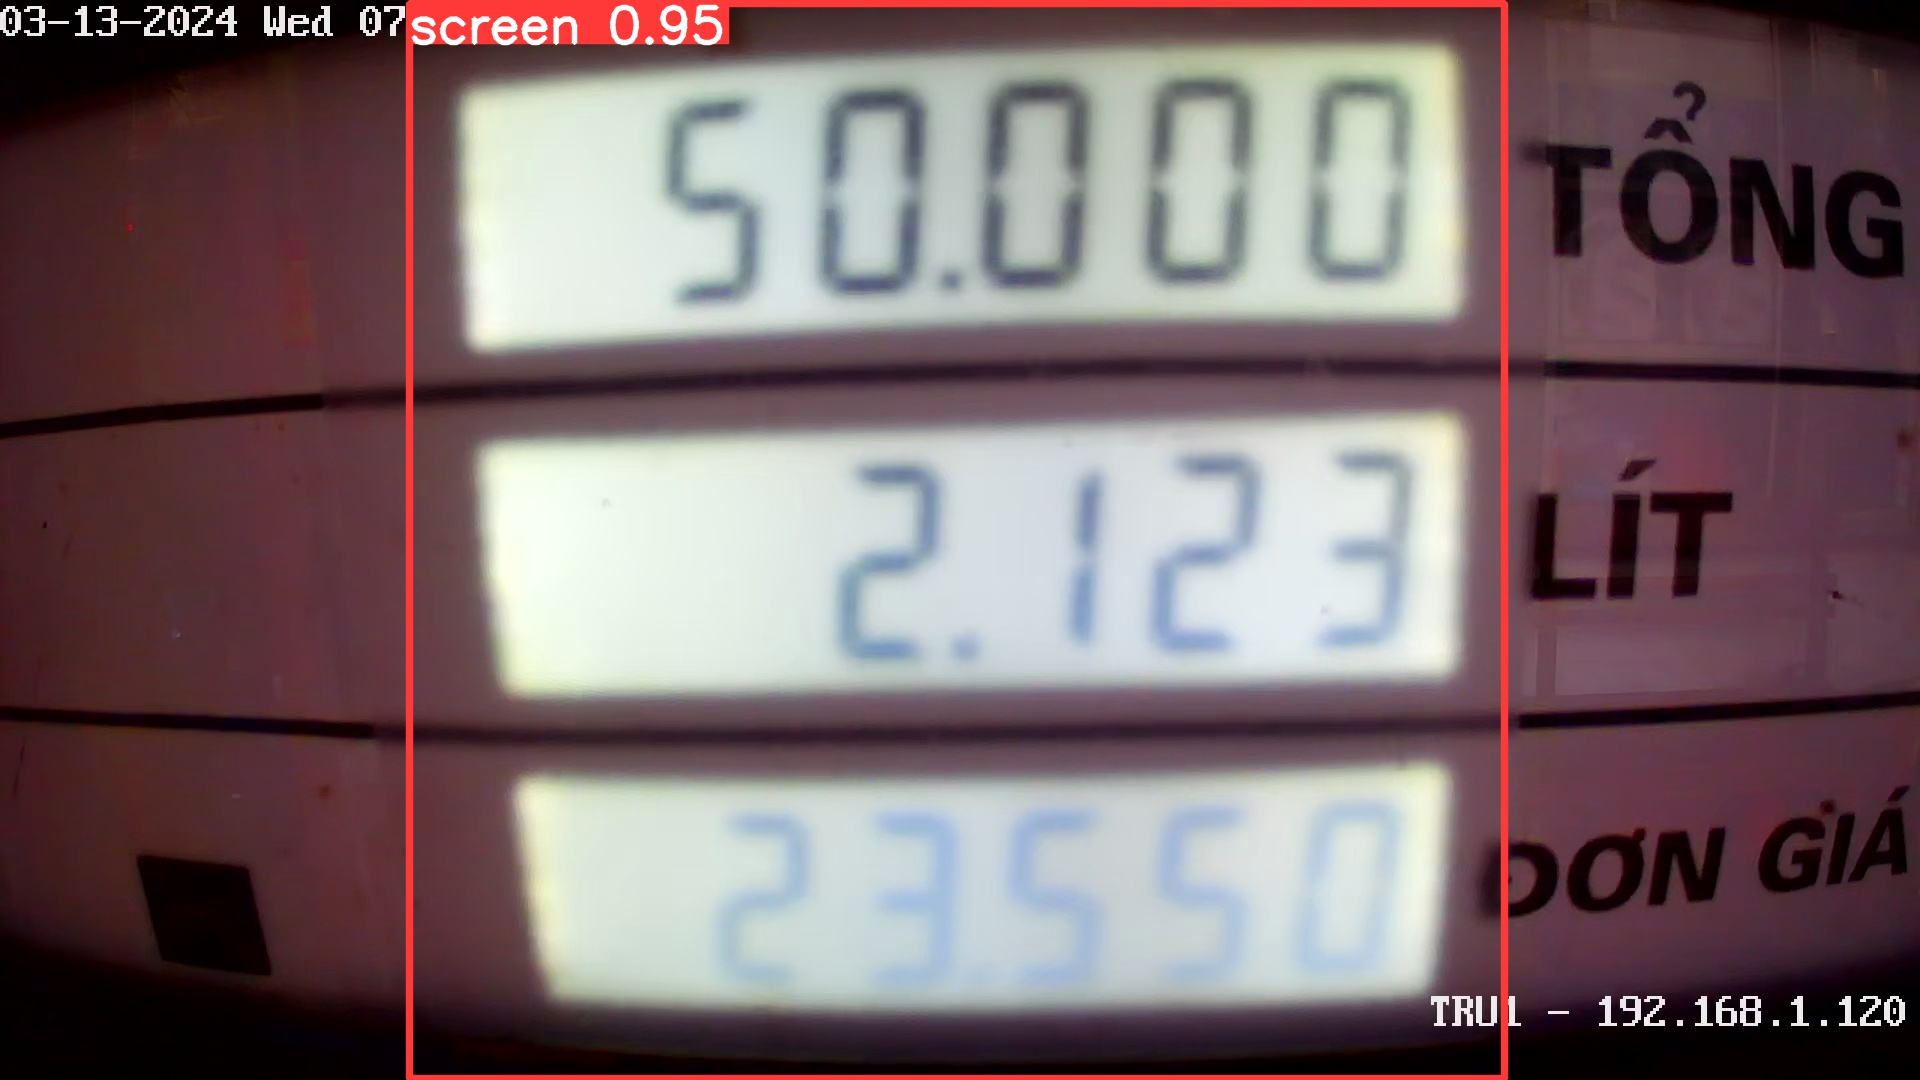 03-13-2024 Wed 07
screen 0.95
50.000
TỔNG
2.123
LÍT
23.550
ĐƠN GIÁ
TRU1 - 192.168.1.120